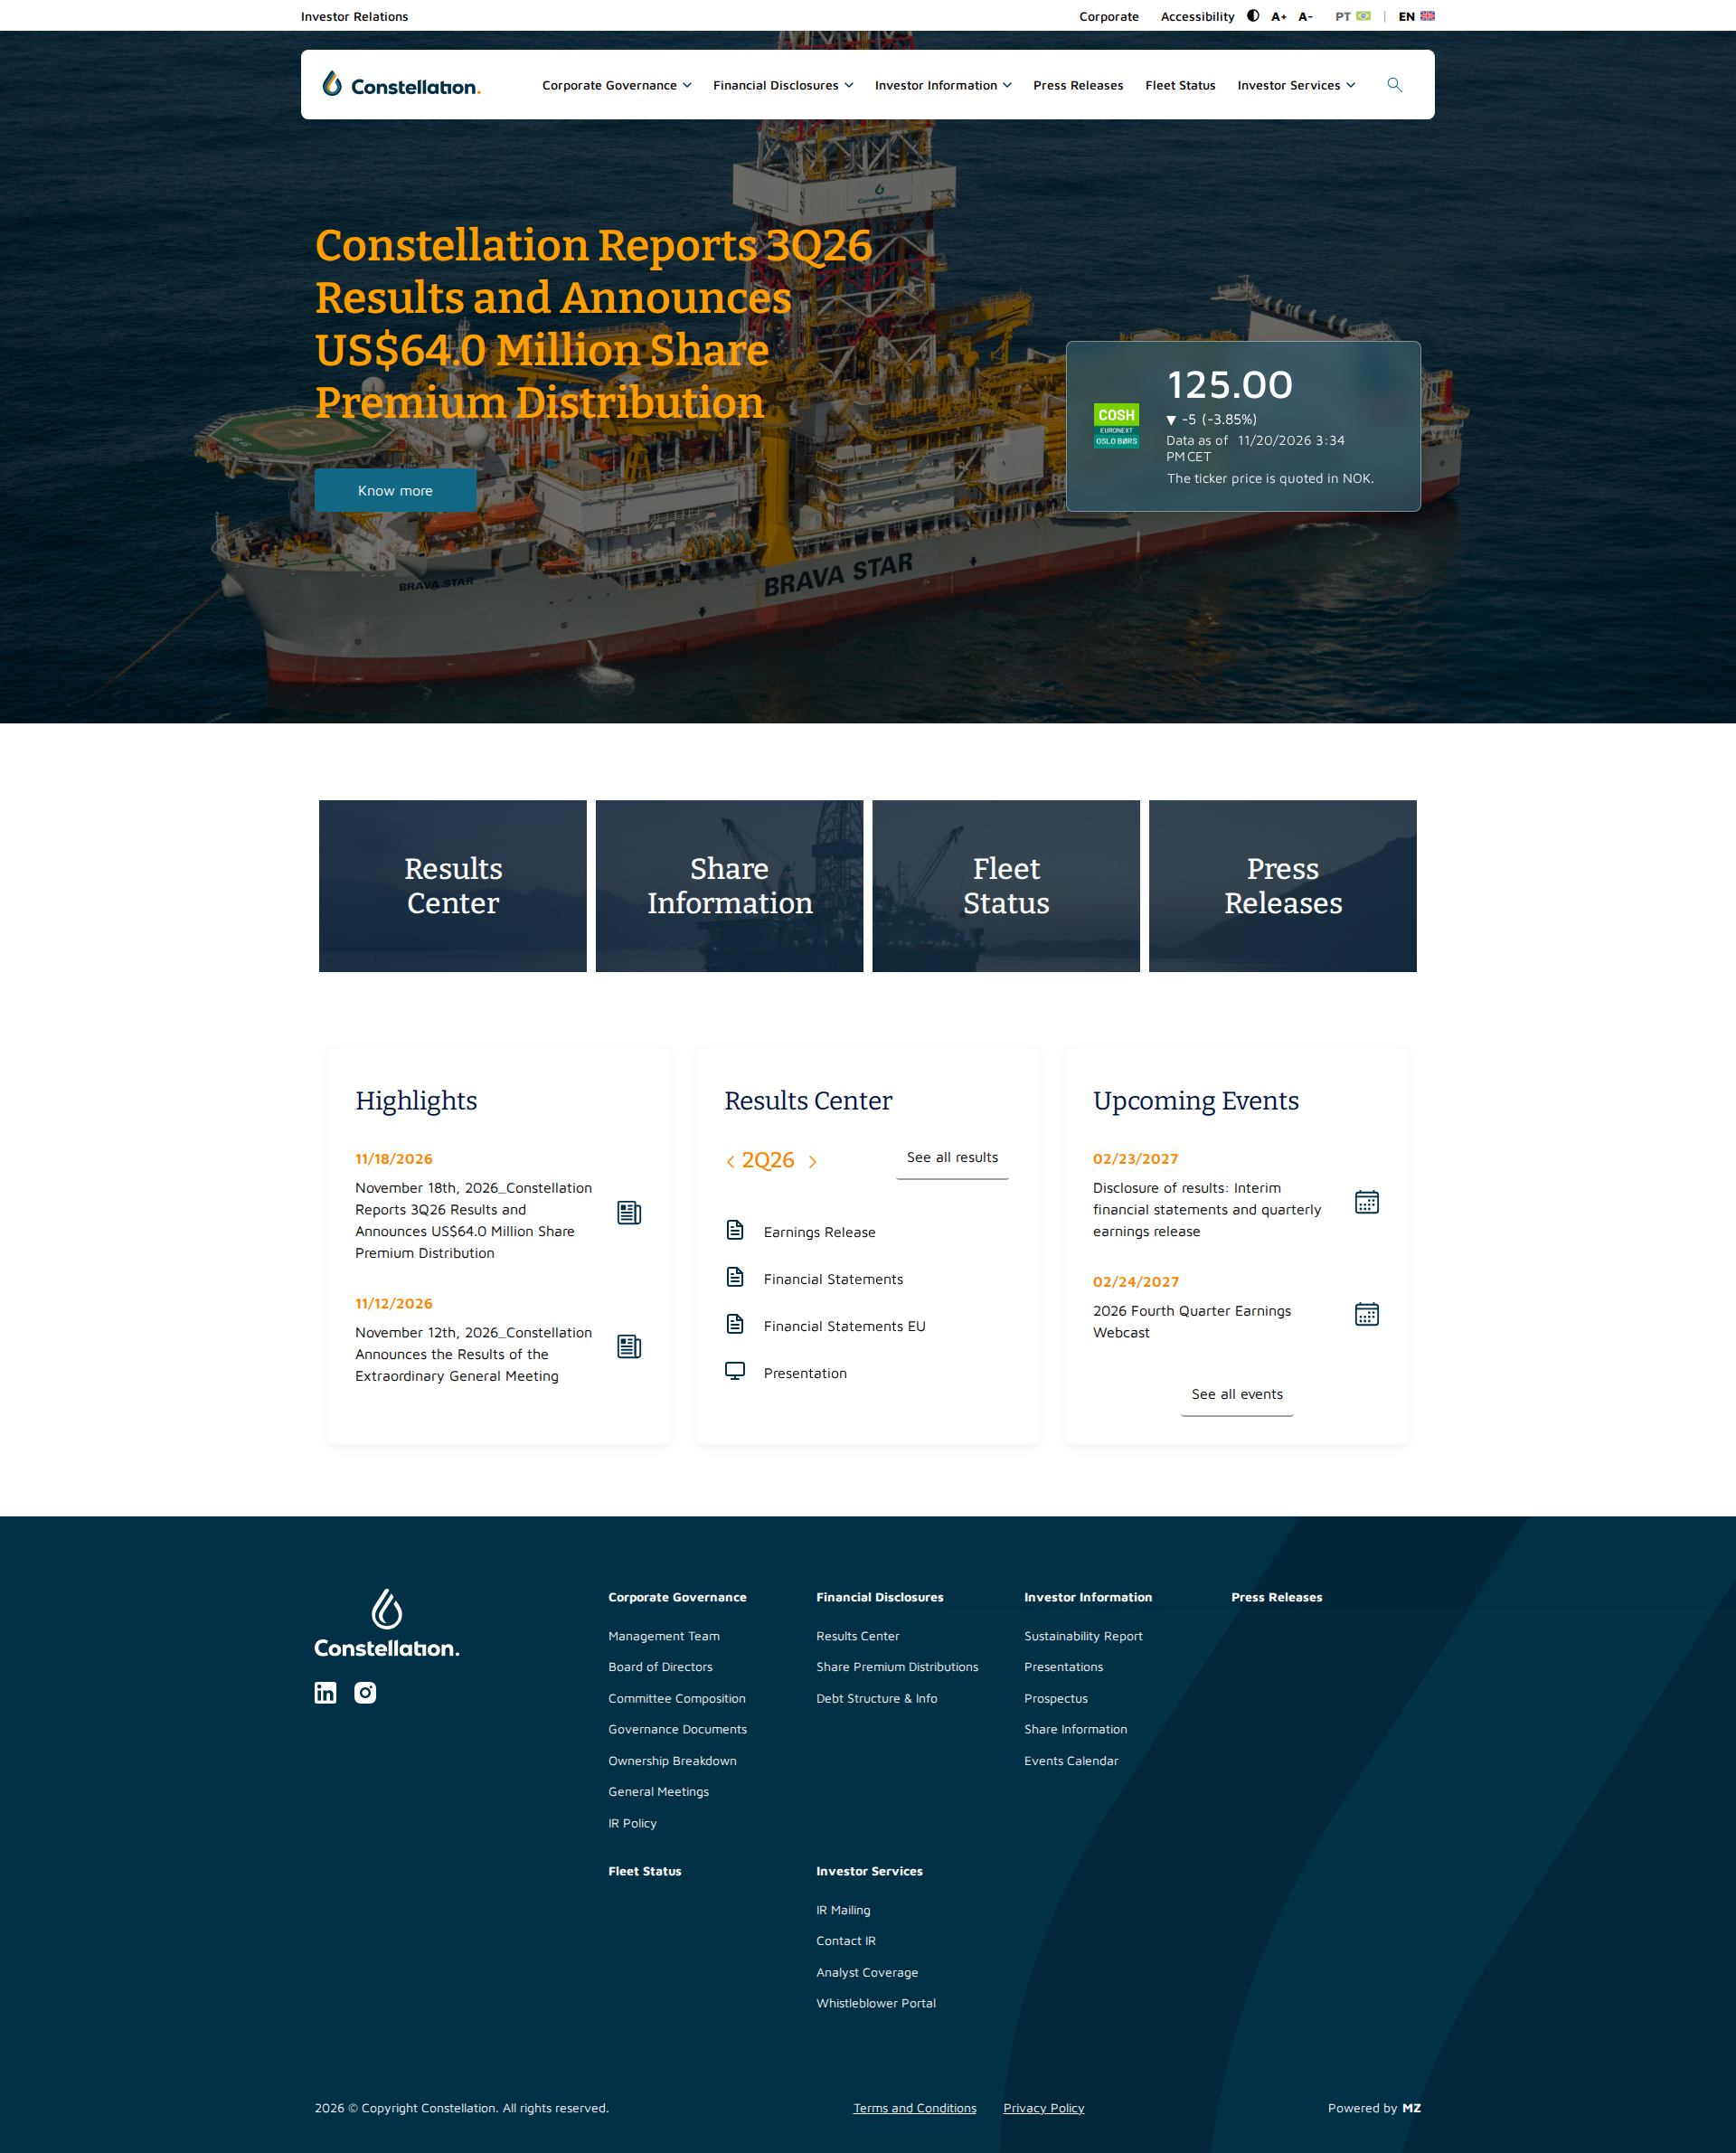 Investor Relations
Corporate Accessibility A+ A- PT | EN
Constellation.
Corporate Governance Financial Disclosures Investor Information Press Releases Fleet Status Investor Services
Constellation
Constellation Reports 3Q26
Results and Announces
US$64.0 Million Share
Premium Distribution
Know more
COSH
EURONEXT
OSLO BØRS
125.00
▼ -5 (-3.85%)
Data as of 11/20/2026 3:34
PM CET
The ticker price is quoted in NOK.
BRAVA STAR
BRAVA STAR
Results
Center
Share
Information
Fleet
Status
Press
Releases
Highlights
11/18/2026
November 18th, 2026_Constellation
Reports 3Q26 Results and
Announces US$64.0 Million Share
Premium Distribution
11/12/2026
November 12th, 2026_Constellation
Announces the Results of the
Extraordinary General Meeting
Results Center
2Q26
See all results
Earnings Release
Financial Statements
Financial Statements EU
Presentation
Upcoming Events
02/23/2027
Disclosure of results: Interim
financial statements and quarterly
earnings release
02/24/2027
2026 Fourth Quarter Earnings
Webcast
See all events
Constellation.
Corporate Governance
Management Team
Board of Directors
Committee Composition
Governance Documents
Ownership Breakdown
General Meetings
IR Policy
Financial Disclosures
Results Center
Share Premium Distributions
Debt Structure & Info
Investor Information
Sustainability Report
Presentations
Prospectus
Share Information
Events Calendar
Press Releases
Fleet Status
Investor Services
IR Mailing
Contact IR
Analyst Coverage
Whistleblower Portal
2026 © Copyright Constellation. All rights reserved.
Terms and Conditions
Privacy Policy
Powered by MZ